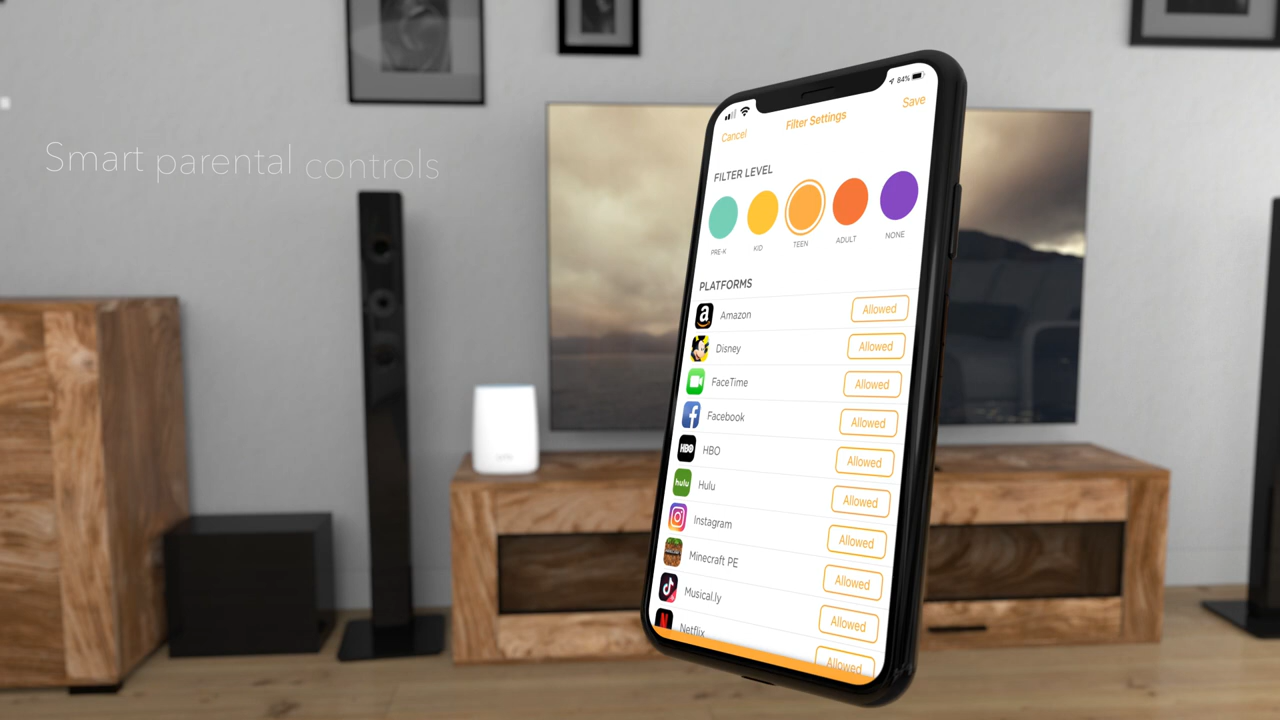 Smart parental controls
84%
Cancel
Filter Settings
Save
FILTER LEVEL
PRE-K
KID
TEEN
ADULT
NONE
PLATFORMS
a Amazon Allowed
Disney Allowed
FaceTime Allowed
f Facebook Allowed
HBO HBO Allowed
hulu Hulu Allowed
Instagram Allowed
Minecraft PE Allowed
Musical.ly Allowed
N Netflix Allowed